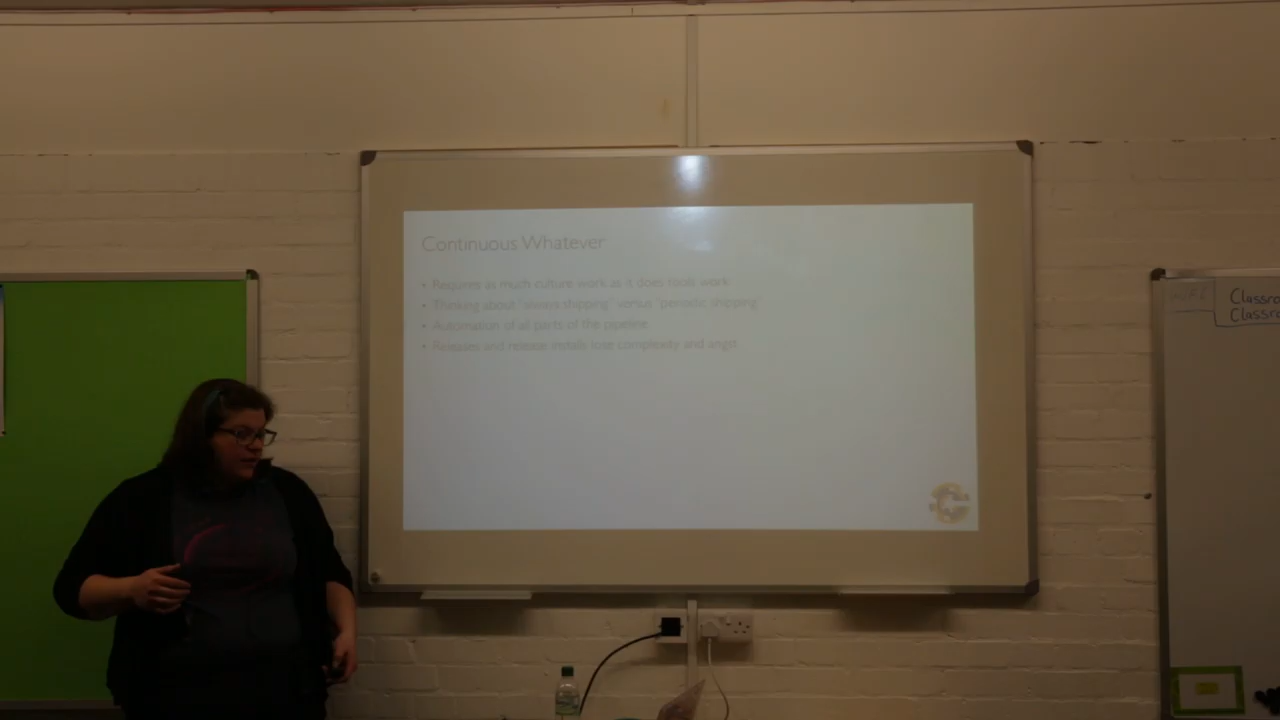 Continuous Whatever
• Requires as much culture work as it does tools work
• Thinking about "always shipping" versus "periodic shipping"
• Automation of all parts of the pipeline
• Releases and release installs lose complexity and angst
Classro
Classro